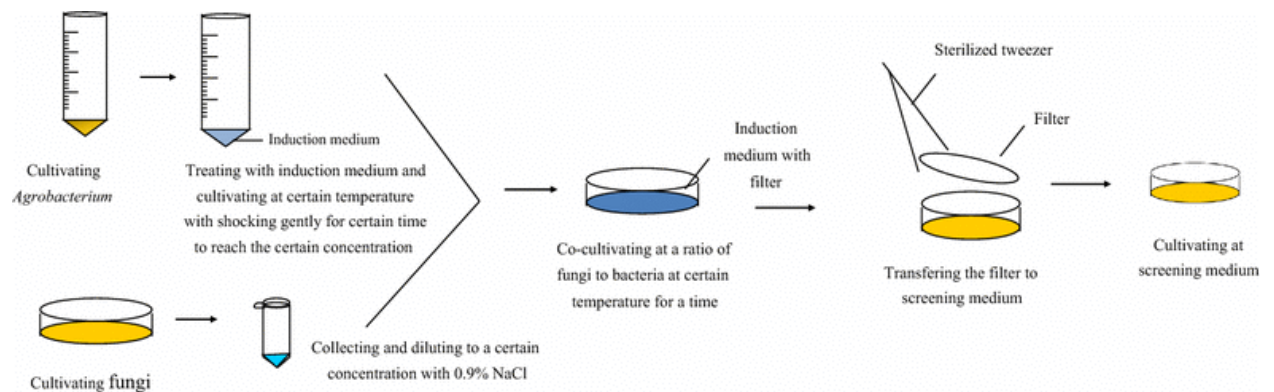 Cultivating
Agrobacterium
Induction medium
Treating with induction medium and
cultivating at certain temperature
with shocking gently for certain time
to reach the certain concentration
Cultivating fungi
Collecting and diluting to a certain
concentration with 0.9% NaCl
Induction
medium with
filter
Co-cultivating at a ratio of
fungi to bacteria at certain
temperature for a time
Sterilized tweezer
Filter
Transfering the filter to
screening medium
Cultivating at
screening medium